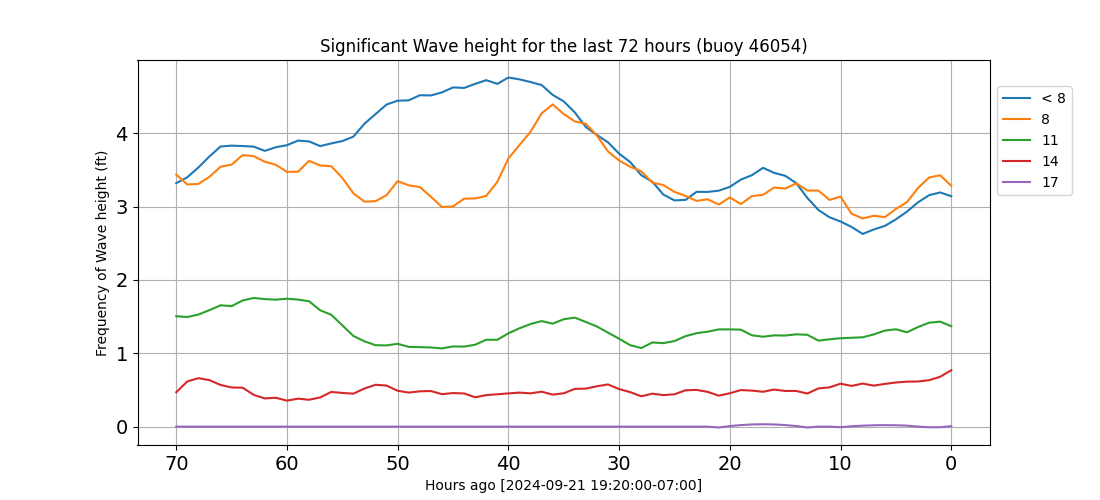 Significant Wave height for the last 72 hours (buoy 46054)
Frequency of Wave height (ft)
4
3
2
1
0
70 60 50 40 30 20 10 0
Hours ago [2024-09-21 19:20:00-07:00]
< 8
8
11
14
17